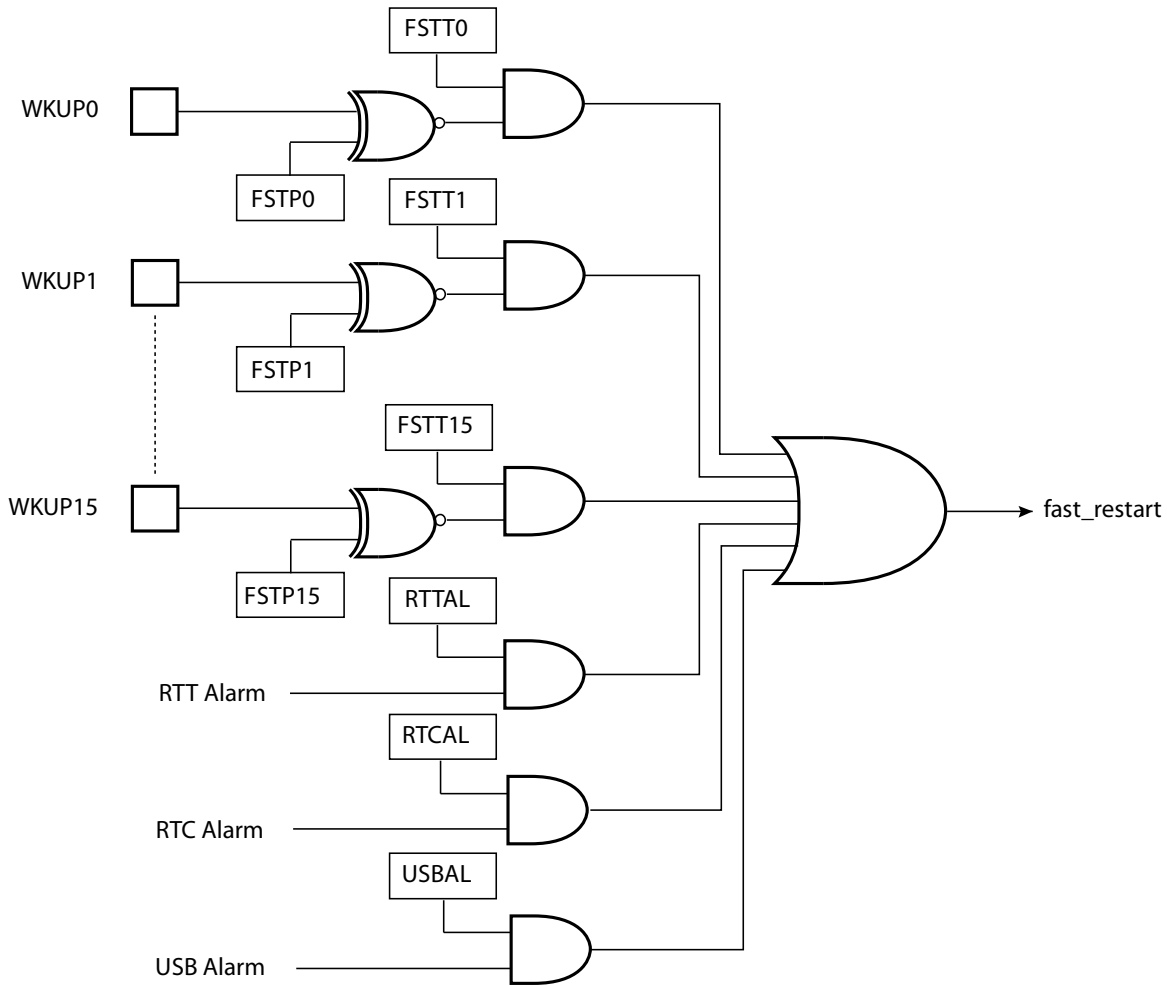 FSTT0
WKUP0
FSTP0
FSTT1
WKUP1
FSTP1
FSTT15
WKUP15
fast_restart
FSTP15
RTTAL
RTT Alarm
RTCAL
RTC Alarm
USBAL
USB Alarm